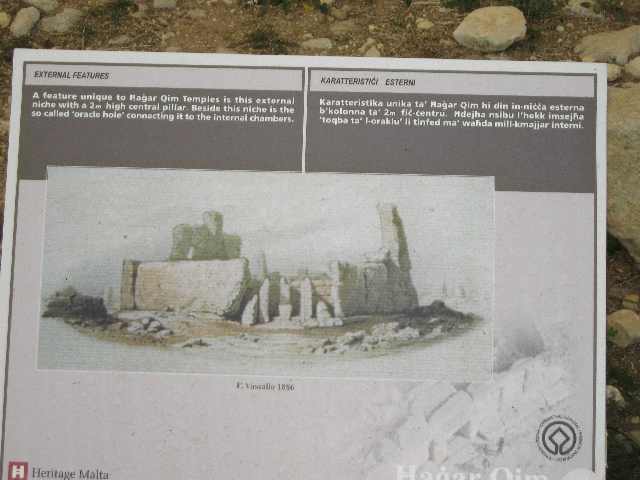 EXTERNAL FEATURES
A feature unique to Ħaġar Qim Temples is this external
niche with a 2m high central pillar. Beside this niche is the
so called 'oracle hole' connecting it to the internal chambers.
KARATTERISTIĊI ESTERNI
Karatteristika unika ta' Ħaġar Qim hi din in-niċċa esterna
b'kolonna ta' 2m fiċ-ċentru. Ħdejha nsibu l'hekk imsejħa
'toqba ta' l-oraklu' li tinfed ma' waħda mill-kmajjar interni.
F. Vassallo 1886
Heritage Malta
Ħaġar Qim